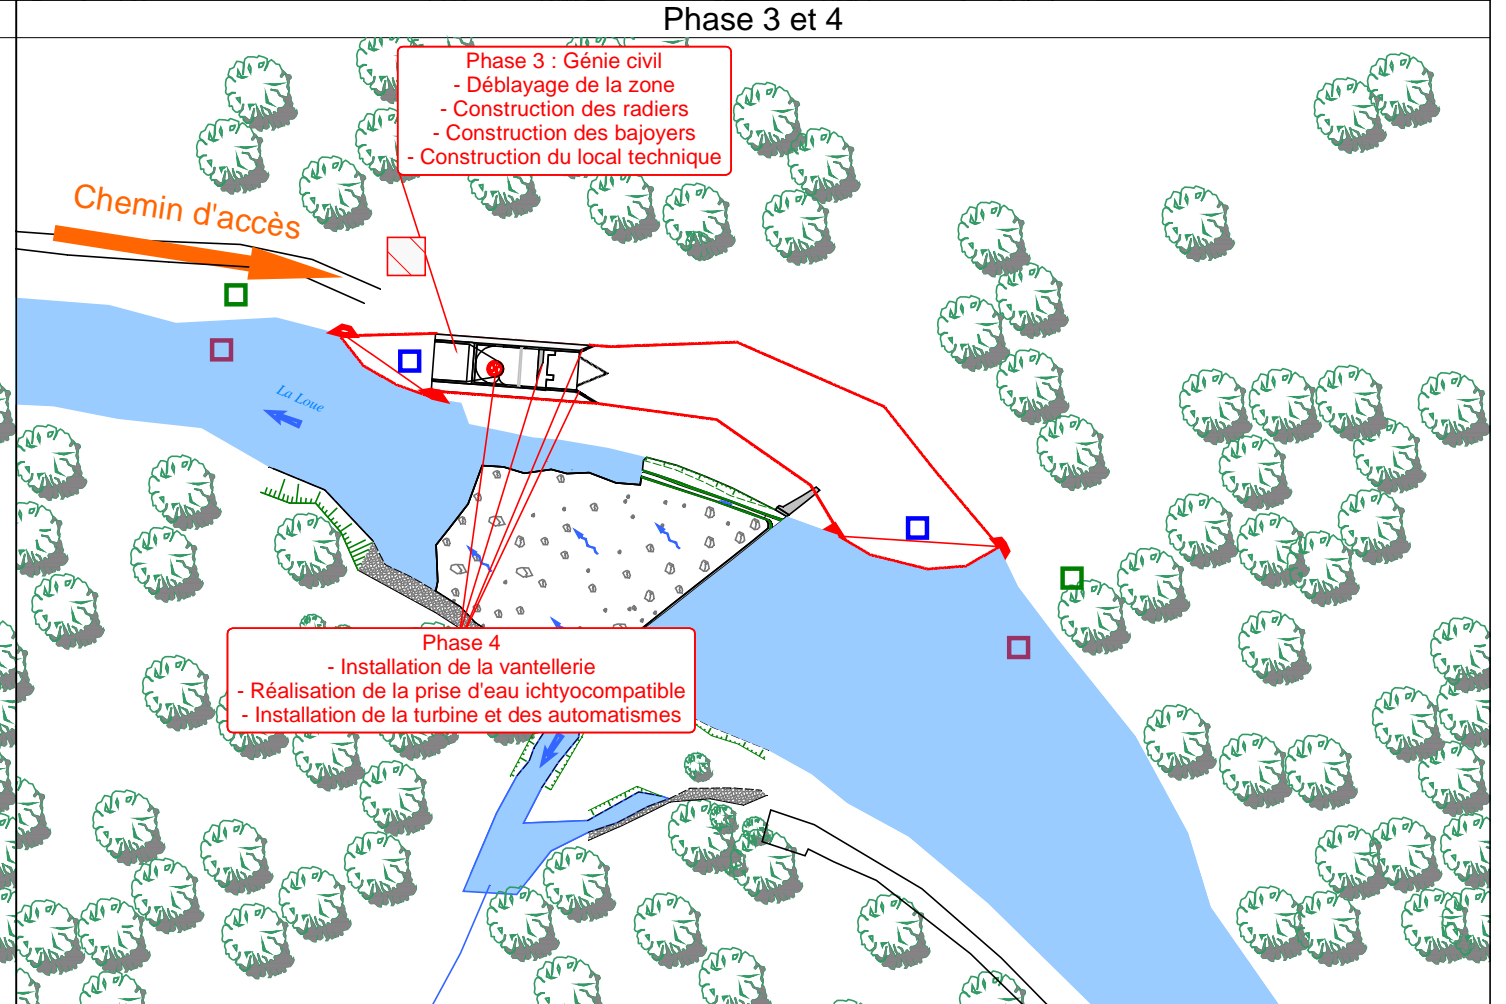 Phase 3 et 4
Phase 3 : Génie civil
- Déblayage de la zone
- Construction des radiers
- Construction des bajoyers
- Construction du local technique
Chemin d'accès
La Loue
Phase 4
- Installation de la vantellerie
- Réalisation de la prise d'eau ichtyocompatible
- Installation de la turbine et des automatismes